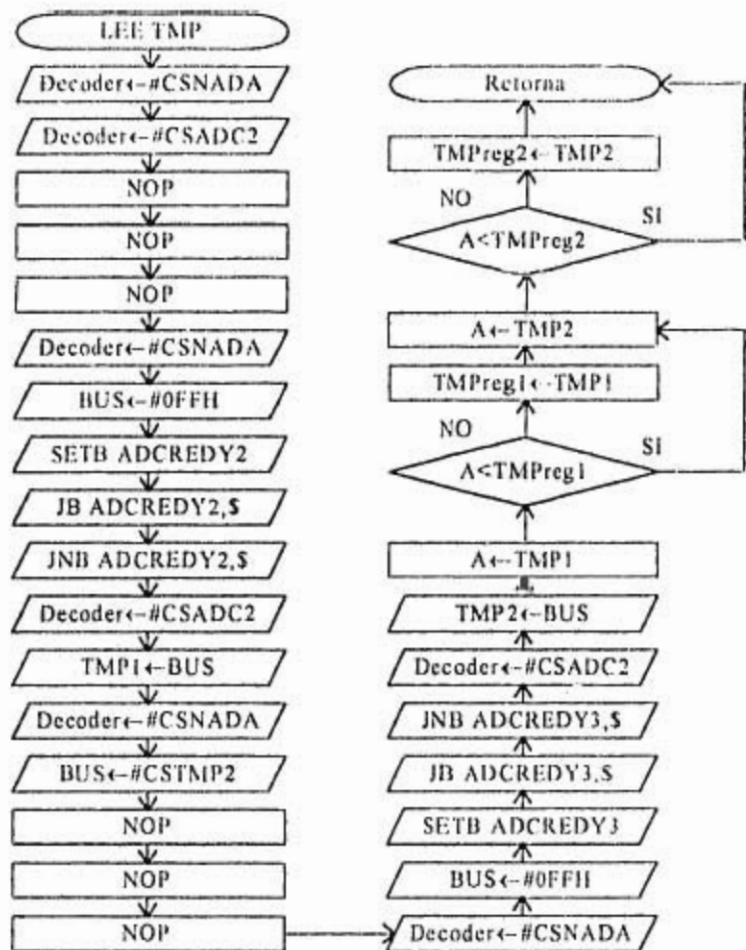 LEE TMP
Decoder←#CSNADA
Decoder←#CSADC2
NOP
NOP
NOP
Decoder←#CSNADA
BUS←#0FFH
SETB ADCREDY2
JB ADCREDY2,$
JNB ADCREDY2,$
Decoder←#CSADC2
TMP1←BUS
Decoder←#CSNADA
BUS←#CSTMP2
NOP
NOP
NOP
Decoder←#CSNADA
BUS←#0FFH
SETB ADCREDY3
JB ADCREDY3,$
JNB ADCREDY3,$
Decoder←#CSADC2
TMP2←BUS
A←TMP1
A<TMPreg1
NO
SI
TMPreg1←TMP1
A←TMP2
A<TMPreg2
NO
SI
TMPreg2←TMP2
Retorna